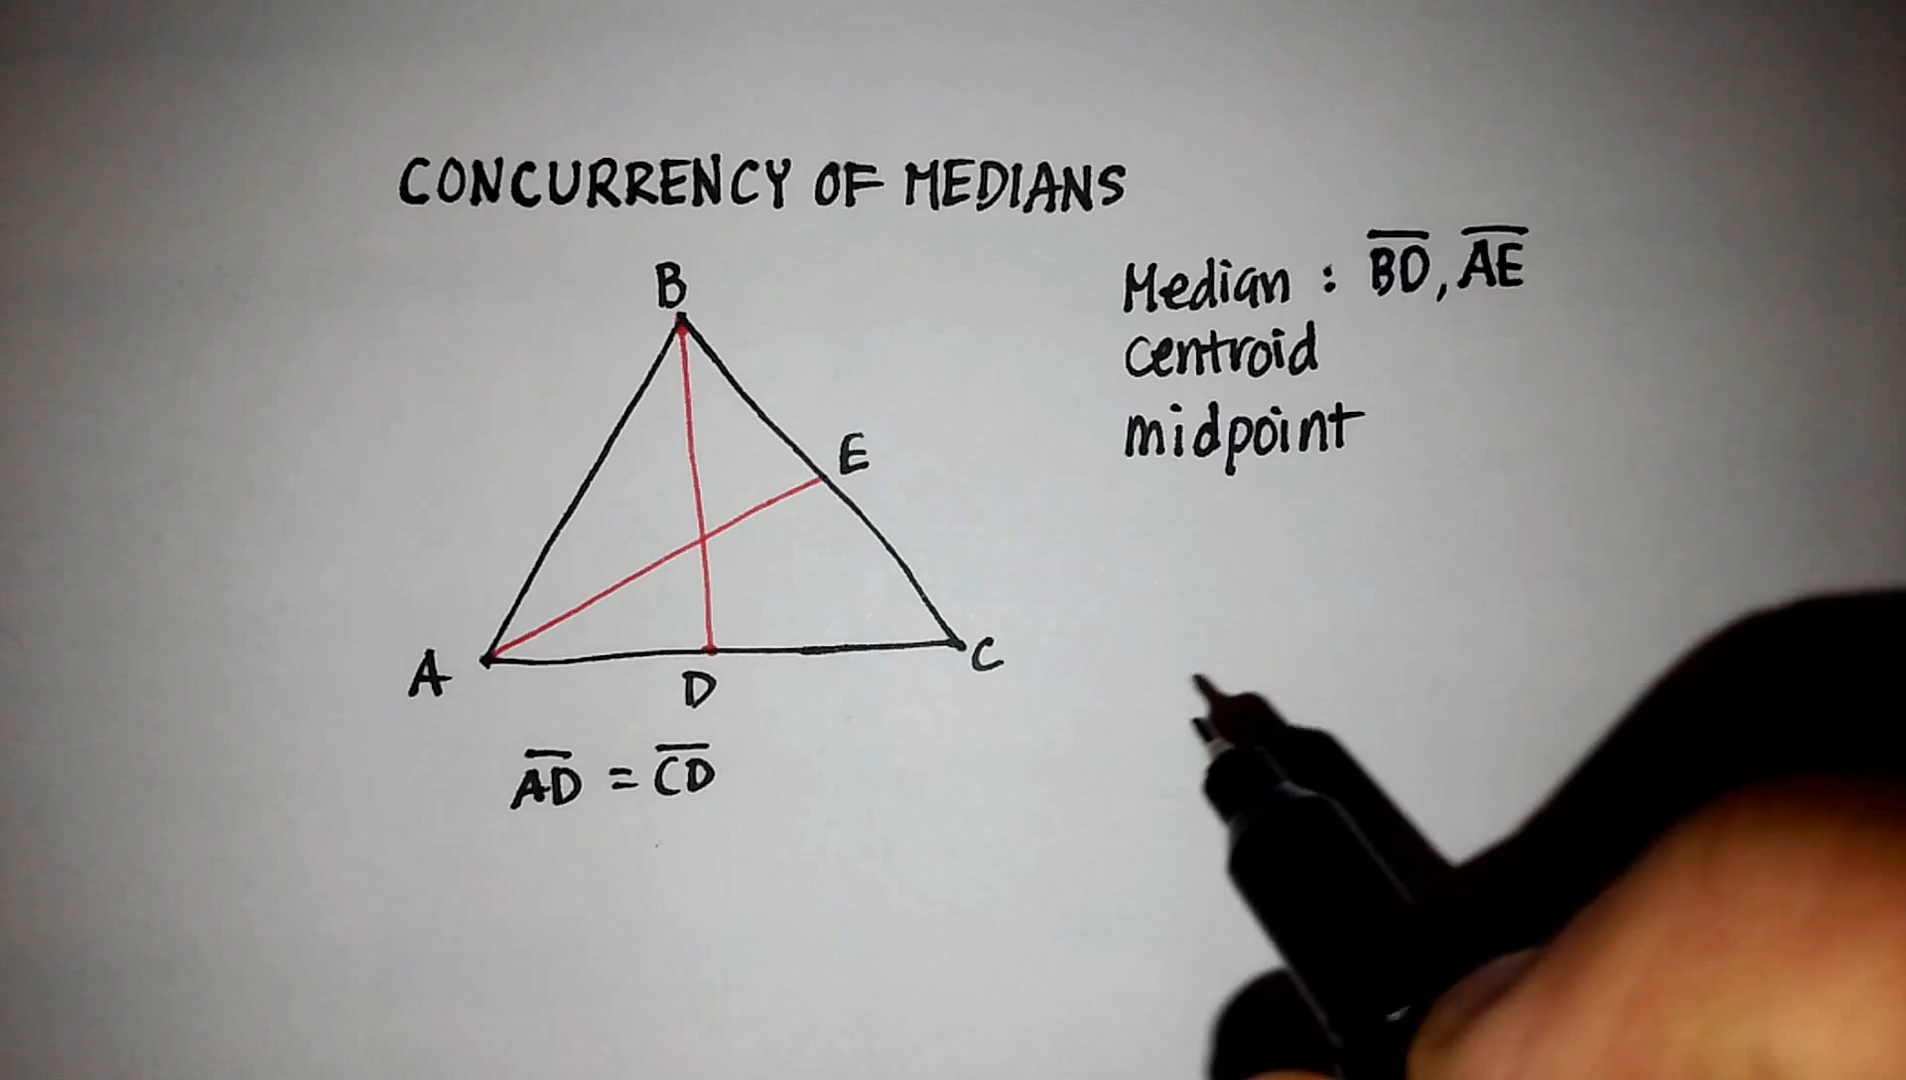 CONCURRENCY OF MEDIANS
Median : B̅D̅, A̅E̅
centroid
midpoint
B
E
A
D
C
A̅D̅ = C̅D̅